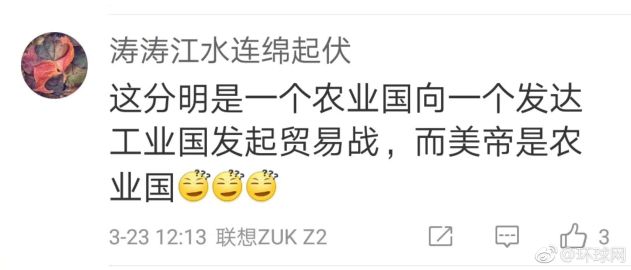 涛涛江水连绵起伏
这分明是一个农业国向一个发达
工业国发起贸易战，而美帝是农
业国🤔🤔🤔
3-23 12:13 联想ZUK Z2
3
@环球网